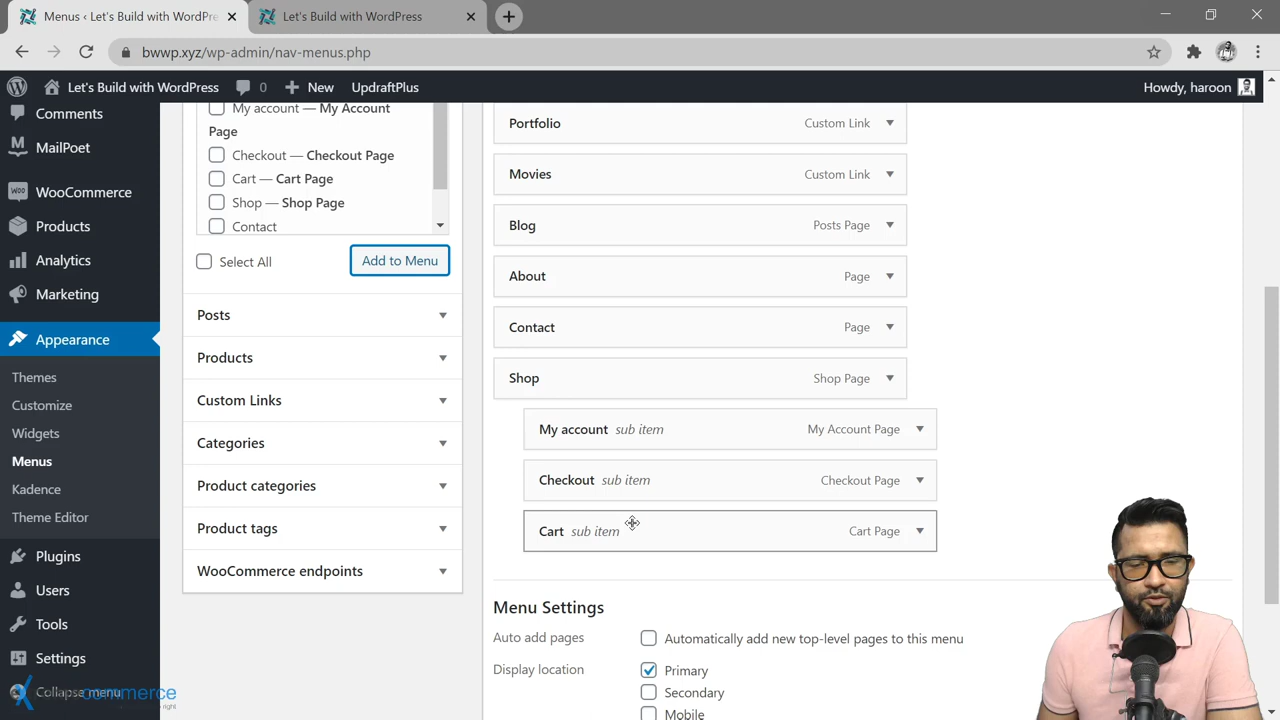 Menus ‹ Let's Build with WordPre
Let's Build with WordPress
bwwp.xyz/wp-admin/nav-menus.php
Let's Build with WordPress
0
New
UpdraftPlus
Howdy, haroon
Comments
MailPoet
WooCommerce
Products
Analytics
Marketing
Appearance
Themes
Customize
Widgets
Menus
Kadence
Theme Editor
Plugins
Users
Tools
Settings
Collapse menu
commerce
My account — My Account
Page
Checkout — Checkout Page
Cart — Cart Page
Shop — Shop Page
Contact
Select All
Add to Menu
Posts
Products
Custom Links
Categories
Product categories
Product tags
WooCommerce endpoints
Portfolio Custom Link
Movies Custom Link
Blog Posts Page
About Page
Contact Page
Shop Shop Page
My account sub item My Account Page
Checkout sub item Checkout Page
Cart sub item Cart Page
Menu Settings
Auto add pages
Automatically add new top-level pages to this menu
Display location
Primary
Secondary
Mobile